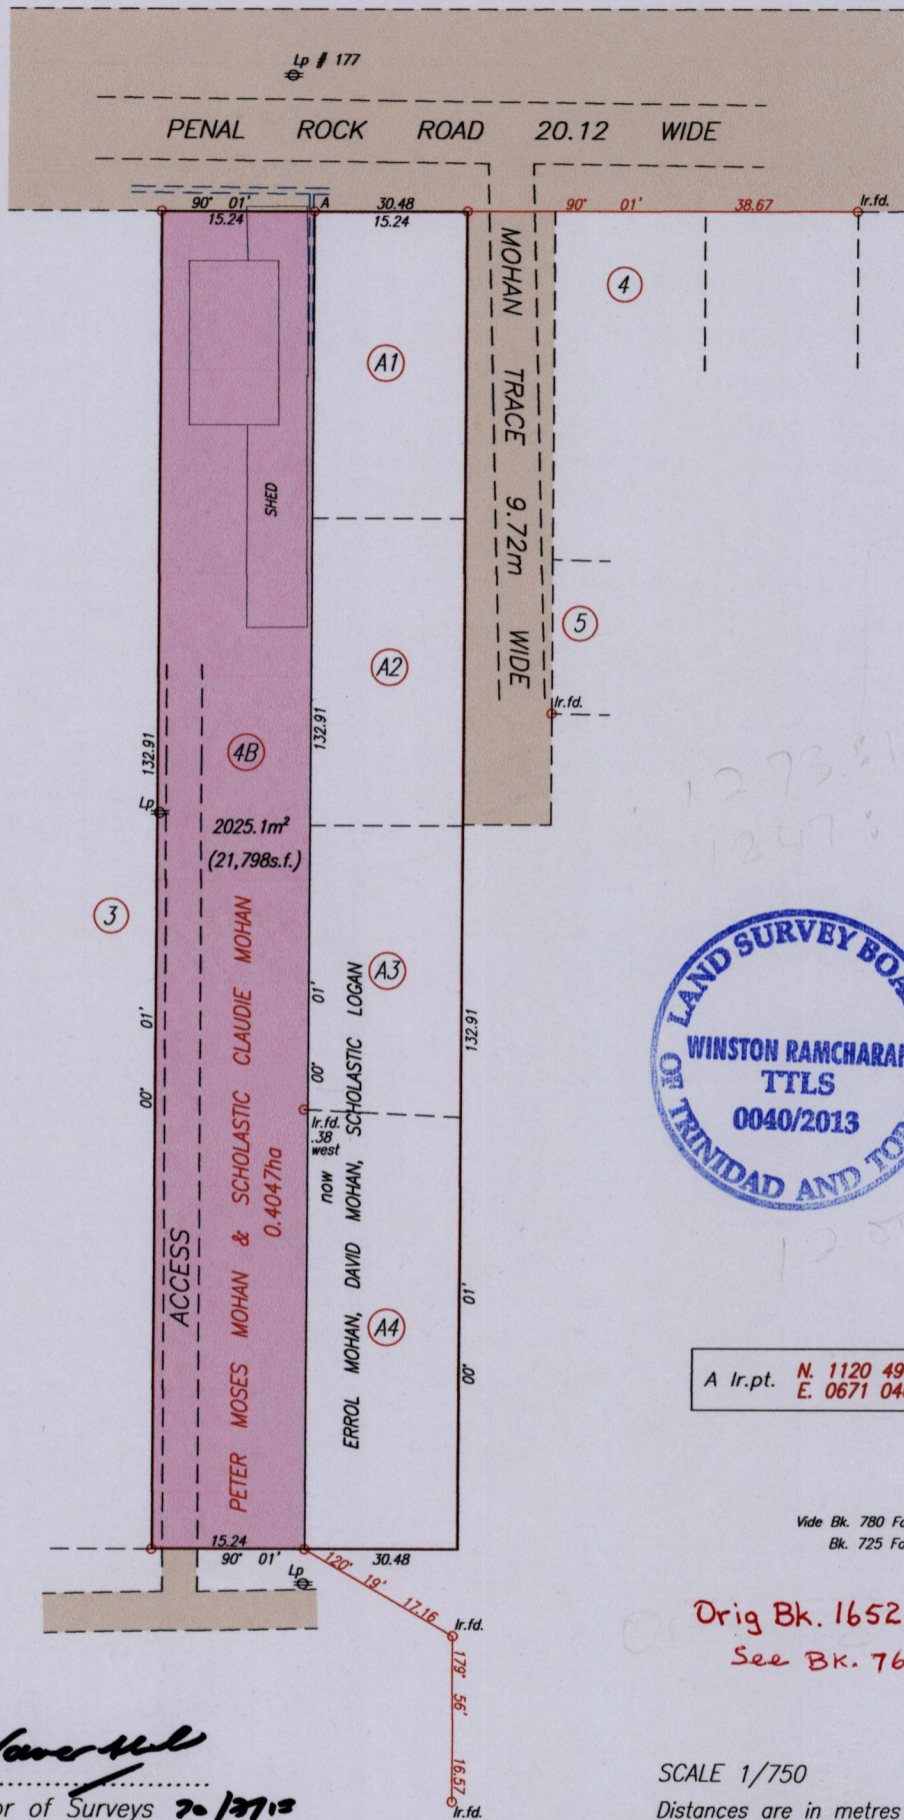 Lp # 177
PENAL ROCK ROAD 20.12 WIDE
90° 01' A 30.48 90° 01' 38.67 Ir.fd.
15.24 15.24
MOHAN TRACE 9.72m WIDE
4
A1
SHED
5
A2
Ir.fd.
132.91
132.91
4B
Lp
2025.1m²
(21,798s.f.)
3
A3
PETER MOSES MOHAN & SCHOLASTIC CLAUDIE MOHAN
0.4047ha
00° 01'
00° 01'
132.91
Ir.fd.
.38
west
now
ERROL MOHAN, DAVID MOHAN, SCHOLASTIC LOGAN
ACCESS
A4
00° 01'
15.24
90° 01' 30.48
Lp
120° 19' 17.16
Ir.fd.
179° 56' 16.57
Ir.fd.
LAND SURVEY
OF TRINIDAD AND
WINSTON
TTLS
0040/2013
A Ir.pt. N. 1120 49
E. 0671 04
Vide Bk. 780
Bk. 725
Orig Bk. 1652
See Bk. 76
of Surveys
SCALE 1/750
Distances are in metres